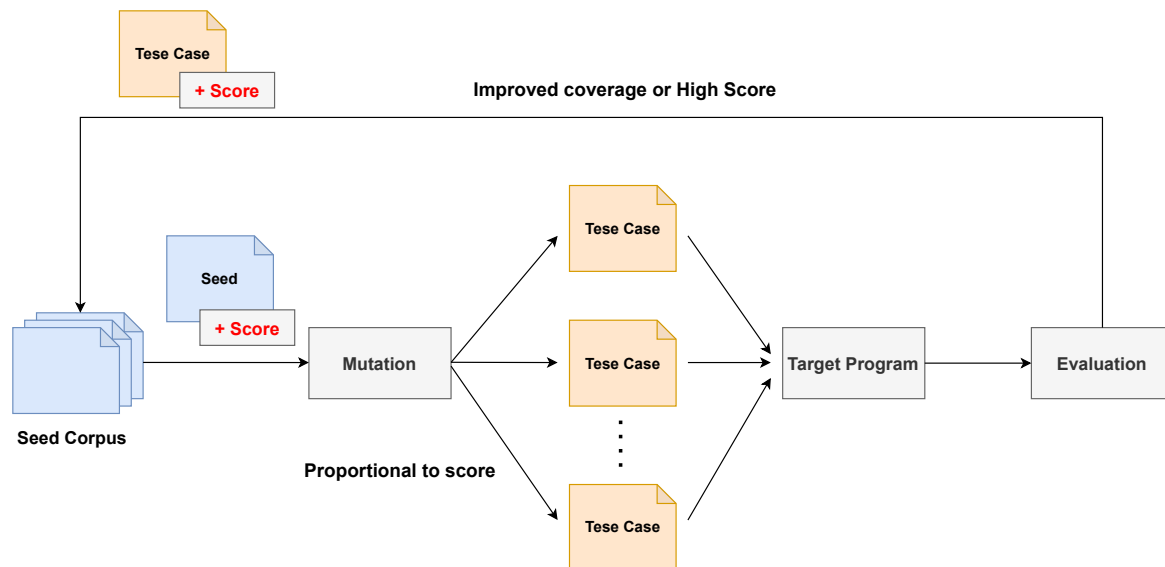 Tese Case
+ Score
Improved coverage or High Score
Seed
+ Score
Seed Corpus
Mutation
Proportional to score
Tese Case
Tese Case
Tese Case
Target Program
Evaluation